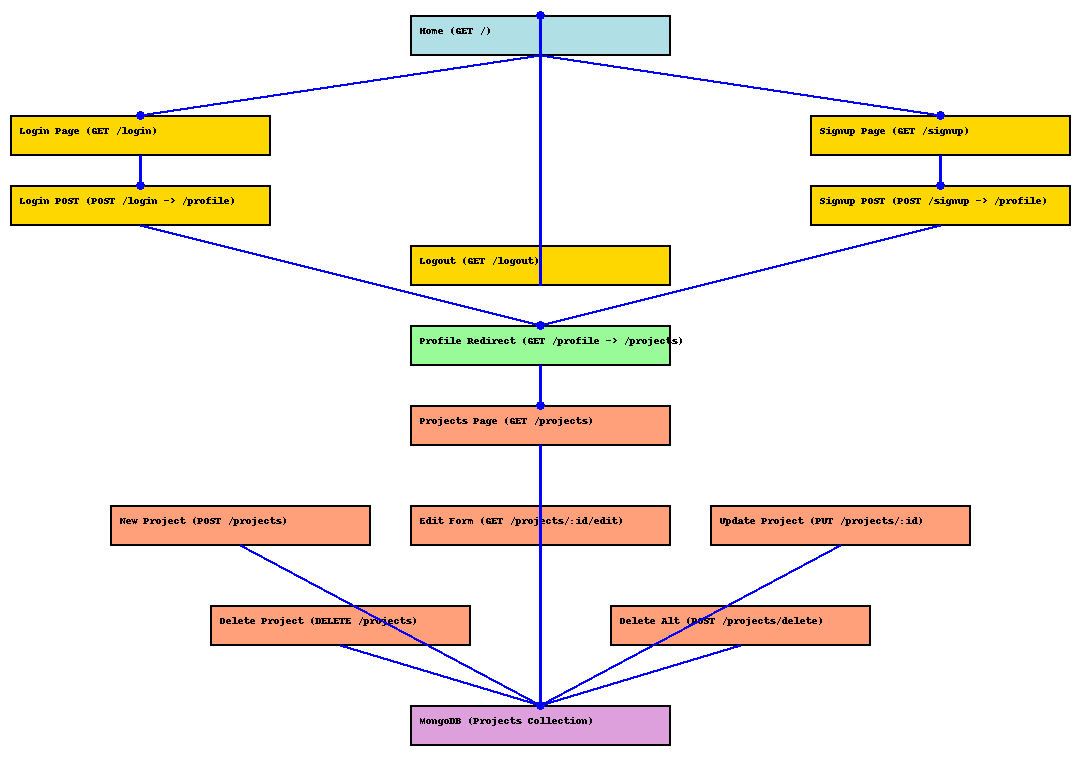 Home (GET /)
Login Page (GET /login)
Signup Page (GET /signup)
Login POST (POST /login -> /profile)
Signup POST (POST /signup -> /profile)
Logout (GET /logout)
Profile Redirect (GET /profile -> /projects)
Projects Page (GET /projects)
New Project (POST /projects)
Edit Form (GET /projects/:id/edit)
Update Project (PUT /projects/:id)
Delete Project (DELETE /projects)
Delete Alt (POST /projects/delete)
MongoDB (Projects Collection)